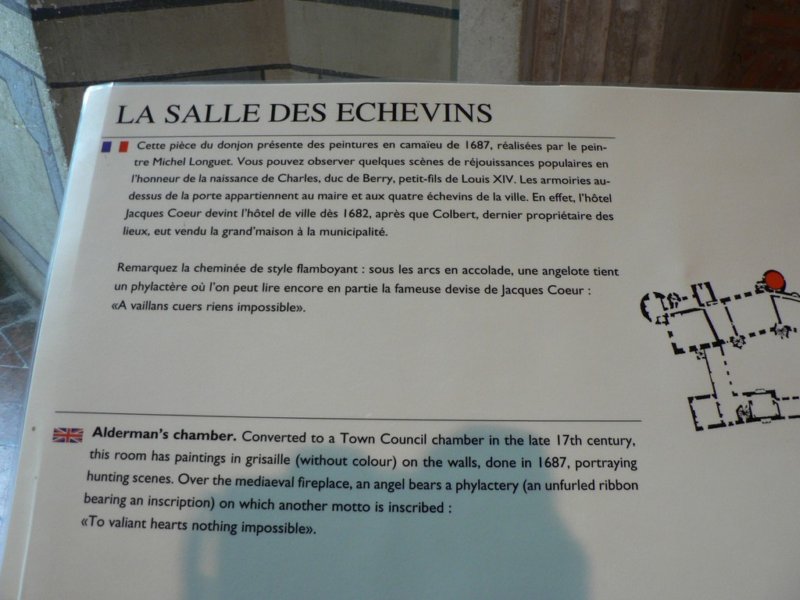 LA SALLE DES ECHEVINS
Cette pièce du donjon présente des peintures en camaïeu de 1687, réalisées par le pein-
tre Michel Longuet. Vous pouvez observer quelques scènes de réjouissances populaires en
l'honneur de la naissance de Charles, duc de Berry, petit-fils de Louis XIV. Les armoiries au-
dessus de la porte appartiennent au maire et aux quatre échevins de la ville. En effet, l'hôtel
Jacques Coeur devint l'hôtel de ville dès 1682, après que Colbert, dernier propriétaire des
lieux, eut vendu la grand'maison à la municipalité.
Remarquez la cheminée de style flamboyant : sous les arcs en accolade, une angelote tient
un phylactère où l'on peut lire encore en partie la fameuse devise de Jacques Coeur :
«A vaillans cuers riens impossible».
Alderman's chamber. Converted to a Town Council chamber in the late 17th century,
this room has paintings in grisaille (without colour) on the walls, done in 1687, portraying
hunting scenes. Over the mediaeval fireplace, an angel bears a phylactery (an unfurled ribbon
bearing an inscription) on which another motto is inscribed :
«To valiant hearts nothing impossible».